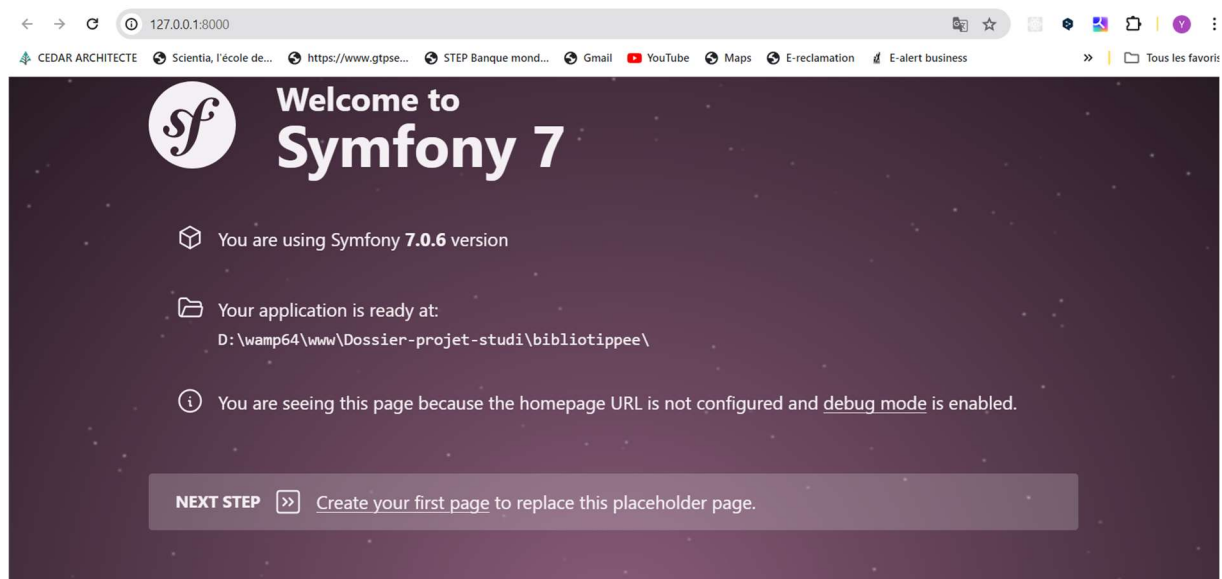 127.0.0.1:8000
Y
CEDAR ARCHITECTE Scientia, l'école de... https://www.gtpse... STEP Banque mond... Gmail YouTube Maps E-reclamation E-alert business » Tous les favoris
sf
Welcome to
Symfony 7
You are using Symfony 7.0.6 version
Your application is ready at:
D:\wamp64\www\Dossier-projet-studi\bibliotippee\
You are seeing this page because the homepage URL is not configured and debug mode is enabled.
NEXT STEP Create your first page to replace this placeholder page.